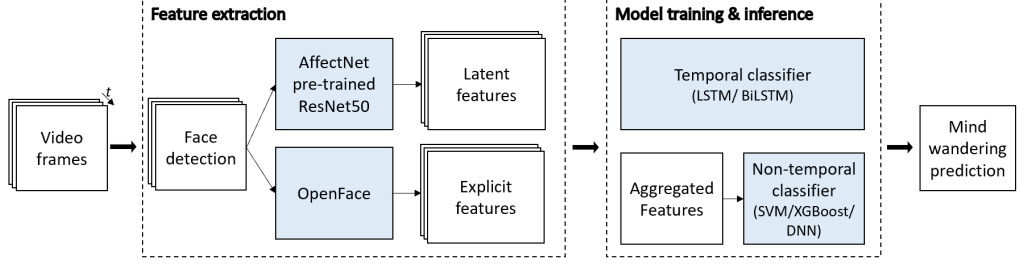 Feature extraction
Model training & inference
t
Video
frames
Face
detection
AffectNet
pre-trained
ResNet50
Latent
features
OpenFace
Explicit
features
Temporal classifier
(LSTM/ BiLSTM)
Aggregated
Features
Non-temporal
classifier
(SVM/XGBoost/
DNN)
Mind
wandering
prediction